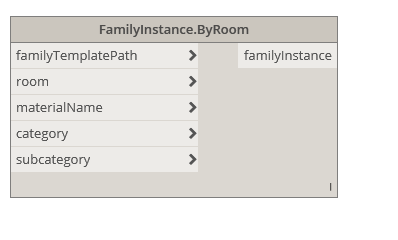 FamilyInstance.ByRoom
familyTemplatePath
familyInstance
room
materialName
category
subcategory
I